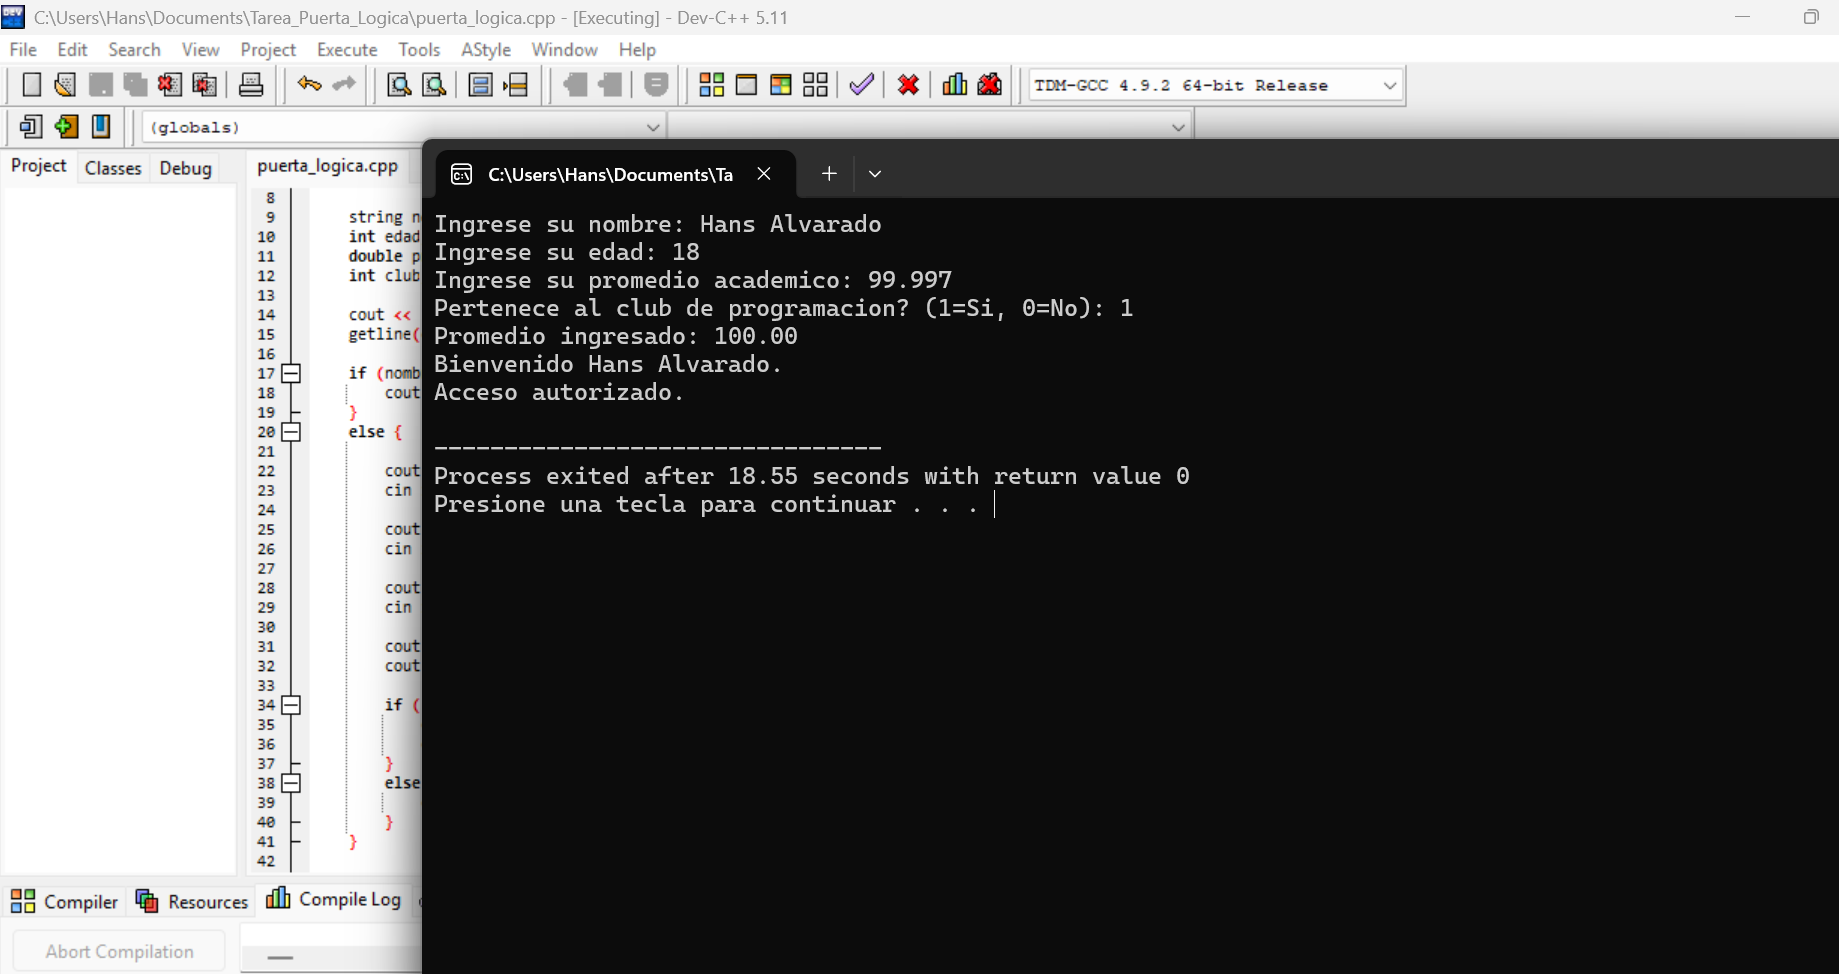 C:\Users\Hans\Documents\Tarea_Puerta_Logica\puerta_logica.cpp - [Executing] - Dev-C++ 5.11
File Edit Search View Project Execute Tools AStyle Window Help
TDM-GCC 4.9.2 64-bit Release
(globals)
Project Classes Debug
puerta_logica.cpp
8
9 string n
10 int edad
11 double p
12 int club
13
14 cout <<
15 getline(
16
17 if (nomb
18 cout
19 }
20 else {
21
22 cout
23 cin
24
25 cout
26 cin
27
28 cout
29 cin
30
31 cout
32 cout
33
34 if (
35
36
37 }
38 else
39
40 }
41 }
42
C:\Users\Hans\Documents\Ta
Ingrese su nombre: Hans Alvarado
Ingrese su edad: 18
Ingrese su promedio academico: 99.997
Pertenece al club de programacion? (1=Si, 0=No): 1
Promedio ingresado: 100.00
Bienvenido Hans Alvarado.
Acceso autorizado.
--------------------------------
Process exited after 18.55 seconds with return value 0
Presione una tecla para continuar . . .
Compiler Resources Compile Log
Abort Compilation